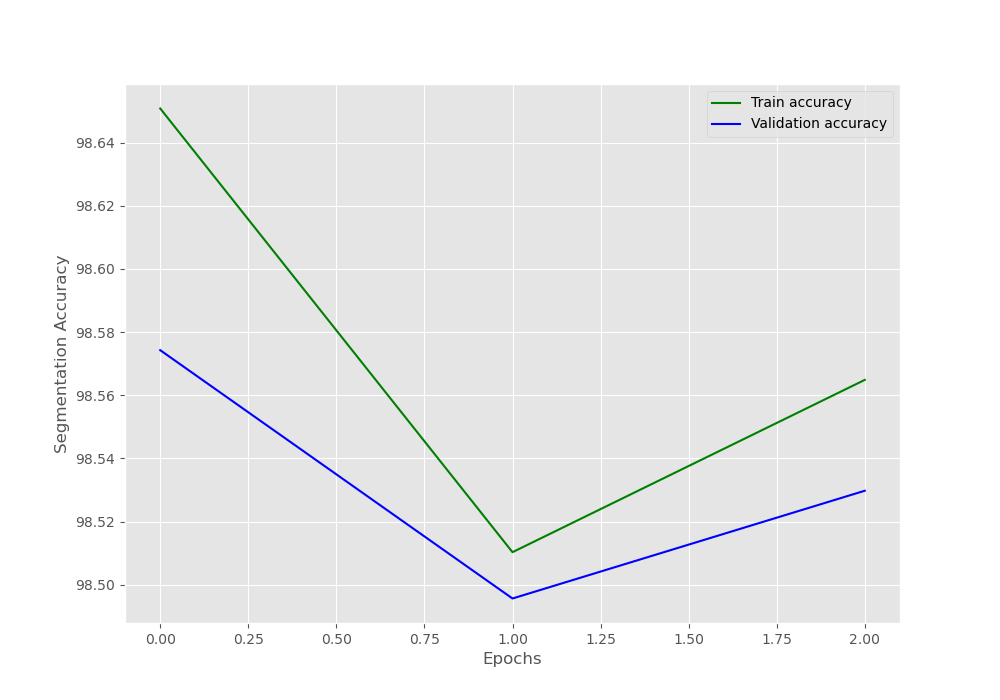 Train accuracy
Validation accuracy
Segmentation Accuracy
98.64
98.62
98.60
98.58
98.56
98.54
98.52
98.50
0.00 0.25 0.50 0.75 1.00 1.25 1.50 1.75 2.00
Epochs